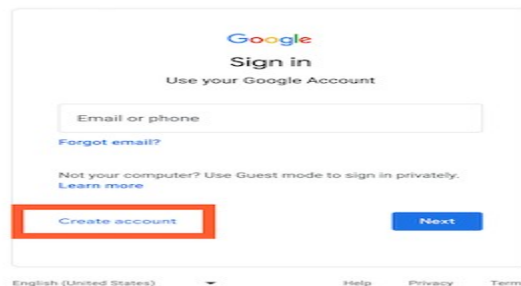 Google
Sign in
Use your Google Account
Email or phone
Forgot email?
Not your computer? Use Guest mode to sign in privately.
Learn more
Create account
Next
English (United States)
Help Privacy Term